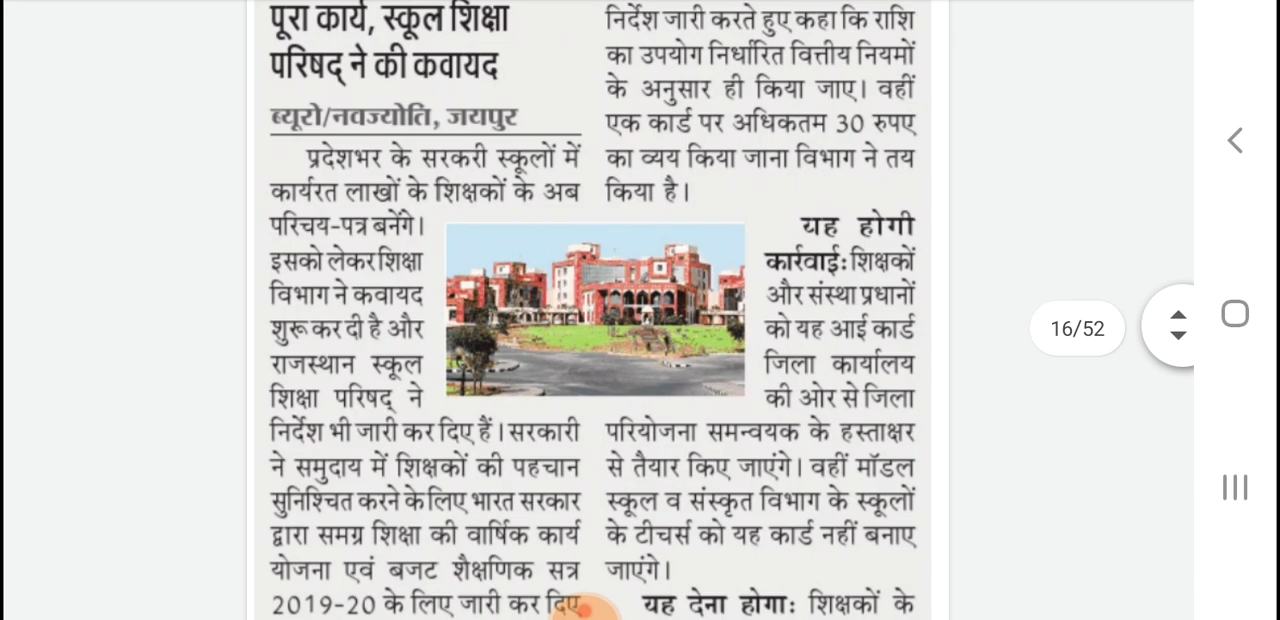 पूरा कार्य, स्कूल शिक्षा
परिषद् ने की कवायद
ब्यूरो/नवज्योति, जयपुर
प्रदेशभर के सरकरी स्कूलों में
कार्यरत लाखों के शिक्षकों के अब
परिचय-पत्र बनेंगे।
इसको लेकर शिक्षा
विभाग ने कवायद
शुरू कर दी है और
राजस्थान स्कूल
शिक्षा परिषद् ने
निर्देश भी जारी कर दिए हैं। सरकारी
ने समुदाय में शिक्षकों की पहचान
सुनिश्चित करने के लिए भारत सरकार
द्वारा समग्र शिक्षा की वार्षिक कार्य
योजना एवं बजट शैक्षणिक सत्र
2019-20 के लिए जारी कर दिए
निर्देश जारी करते हुए कहा कि राशि
का उपयोग निर्धारित वित्तीय नियमों
के अनुसार ही किया जाए। वहीं
एक कार्ड पर अधिकतम 30 रुपए
का व्यय किया जाना विभाग ने तय
किया है।
यह होगी
कार्रवाई: शिक्षकों
और संस्था प्रधानों
को यह आई कार्ड
जिला कार्यालय
की ओर से जिला
परियोजना समन्वयक के हस्ताक्षर
से तैयार किए जाएंगे। वहीं मॉडल
स्कूल व संस्कृत विभाग के स्कूलों
के टीचर्स को यह कार्ड नहीं बनाए
जाएंगे।
यह देना होगा: शिक्षकों के
16/52